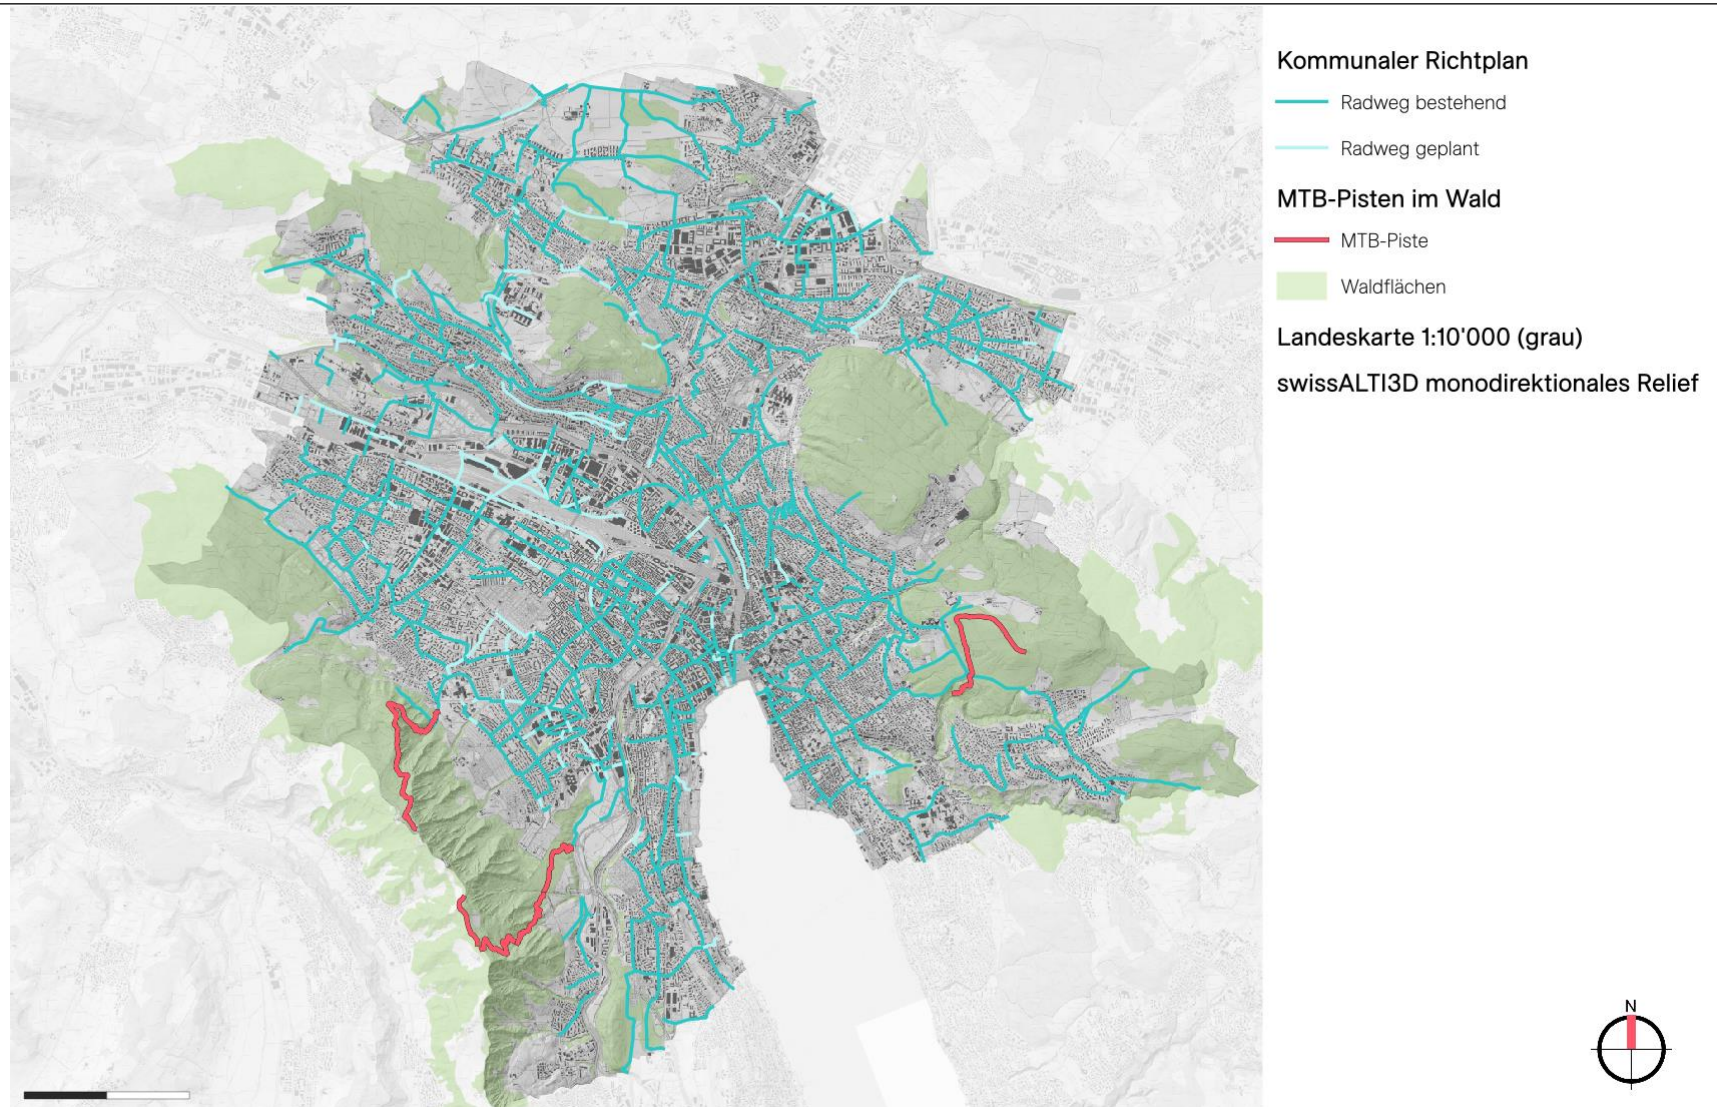 Kommunaler Richtplan
Radweg bestehend
Radweg geplant
MTB-Pisten im Wald
MTB-Piste
Waldflächen
Landeskarte 1:10'000 (grau)
swissALTI3D monodirektionales Relief
N